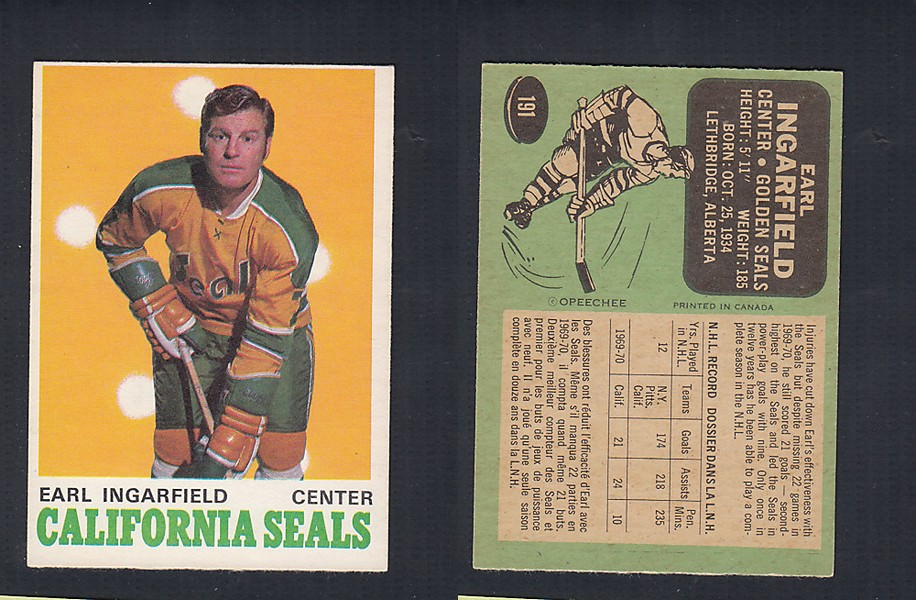 Seals
EARL INGARFIELD CENTER
CALIFORNIA SEALS
191
EARL
INGARFIELD
CENTER • GOLDEN SEALS
HEIGHT: 5'11" WEIGHT: 185
BORN: OCT. 25, 1934
LETHBRIDGE, ALBERTA
© OPEECHEE PRINTED IN CANADA
Injuries have cut down Earl's effectiveness with
the Seals but despite missing 22 games in
1969-70, he still scored 21 goals — second-
highest on the Seals and led the Seals in
power-play goals with nine. Only once in
twelve years has he been able to play a com-
plete season in the N.H.L.
N.H.L. RECORD DOSSIER DANS LA L.N.H.
Yrs. Played Teams Goals Assists Pen.
in N.H.L. Mins.
12 N.Y. 174 218 235
Pitts.
Calif.
1969-70 Calif. 21 24 10
Des blessures ont réduit l'efficacité d'Earl avec
les Seals. Même s'il manqua 22 parties en
1969-70, il compta quand même 21 buts.
Deuxième meilleur compteur des Seals et
premier pour les buts de jeux de puissance
avec neuf. Il n'a joué qu'une seule saison
complète en douze ans dans la L.N.H.